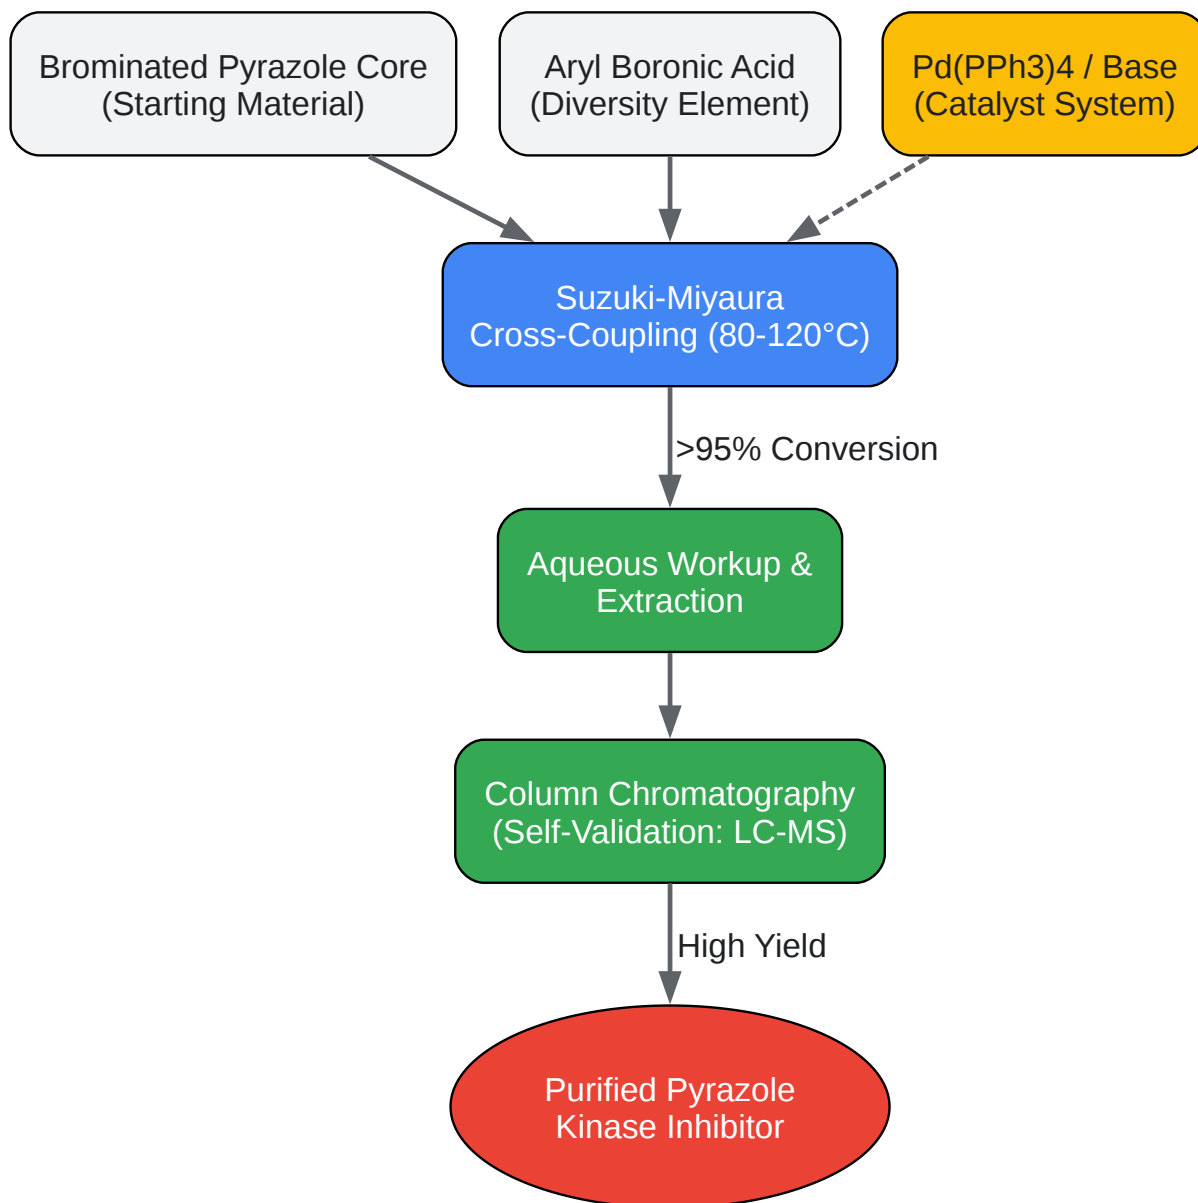 Brominated Pyrazole Core
(Starting Material)
Aryl Boronic Acid
(Diversity Element)
Pd(PPh3)4 / Base
(Catalyst System)
Suzuki-Miyaura
Cross-Coupling (80-120°C)
>95% Conversion
Aqueous Workup &
Extraction
Column Chromatography
(Self-Validation: LC-MS)
High Yield
Purified Pyrazole
Kinase Inhibitor